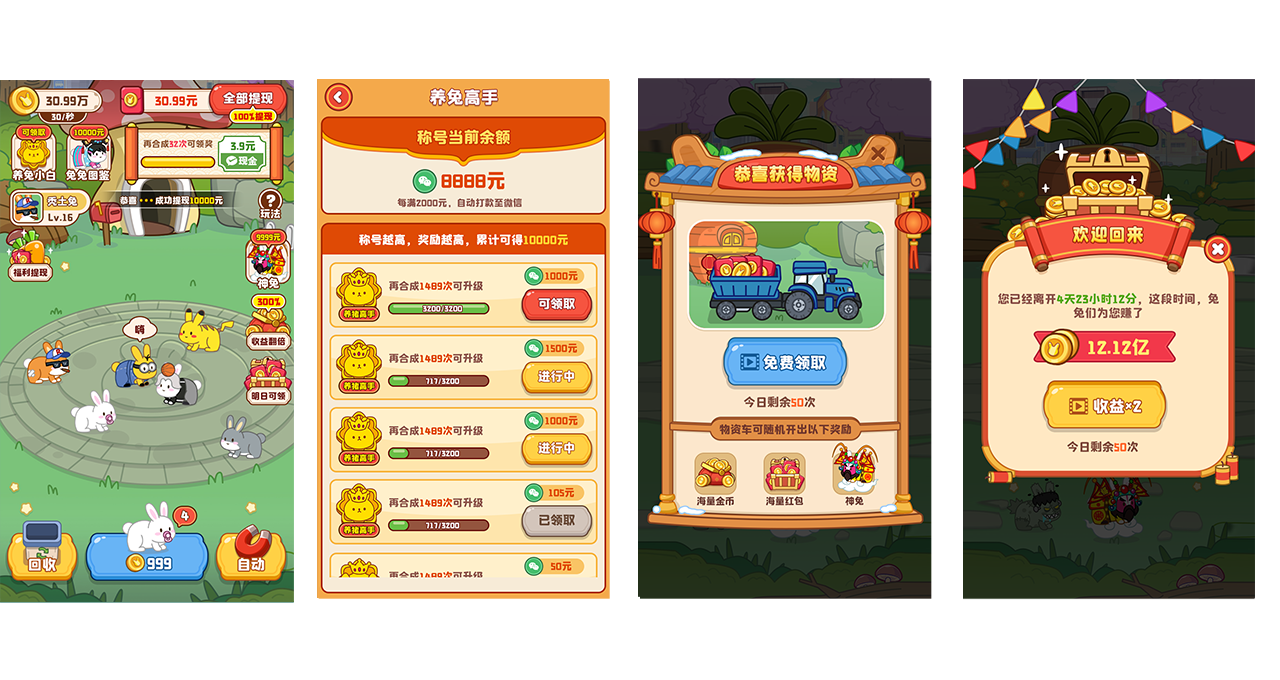 30.99万
30/秒
30.99元
全部提现
100%提现
可领取
养兔小白
10000元
兔兔图鉴
再合成32次可领奖
3.9元
现金
秃土兔
Lv.16
恭喜•••成功提现10000元
?
玩法
福利提现
9999元
神兔
300%
收益翻倍
明日可领
嗨
回收
4
999
自动
养兔高手
称号当前余额
8888元
每满2000元，自动打款至微信
称号越高，奖励越高，累计可得10000元
养猪高手
再合成1489次可升级
3200/3200
1000元
可领取
养猪高手
再合成1489次可升级
717/3200
1500元
进行中
养猪高手
再合成1489次可升级
717/3200
1000元
进行中
养猪高手
再合成1489次可升级
717/3200
105元
已领取
再合成1489次可升级
50元
恭喜获得物资
免费领取
今日剩余50次
物资车可随机开出以下奖励
海量金币
海量红包
神兔
欢迎回来
您已经离开4天23小时12分，这段时间，兔
兔们为您赚了
12.12亿
收益×2
今日剩余50次